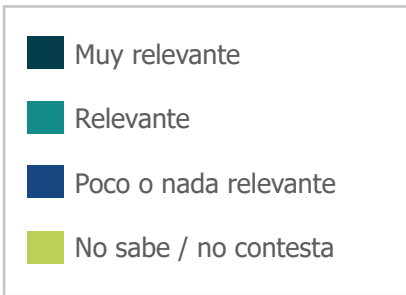 Muy relevante
Relevante
Poco o nada relevante
No sabe / no contesta